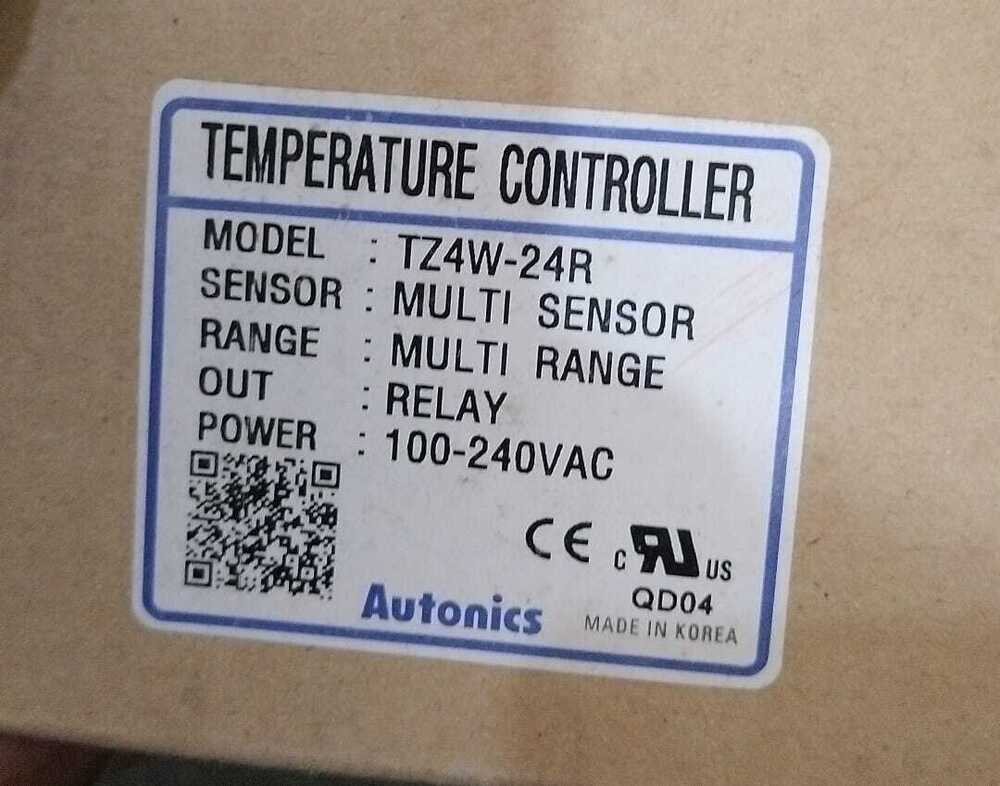 TEMPERATURE CONTROLLER
MODEL : TZ4W-24R
SENSOR : MULTI SENSOR
RANGE : MULTI RANGE
OUT : RELAY
POWER : 100-240VAC
CE c RU US
QD04
Autonics
MADE IN KOREA